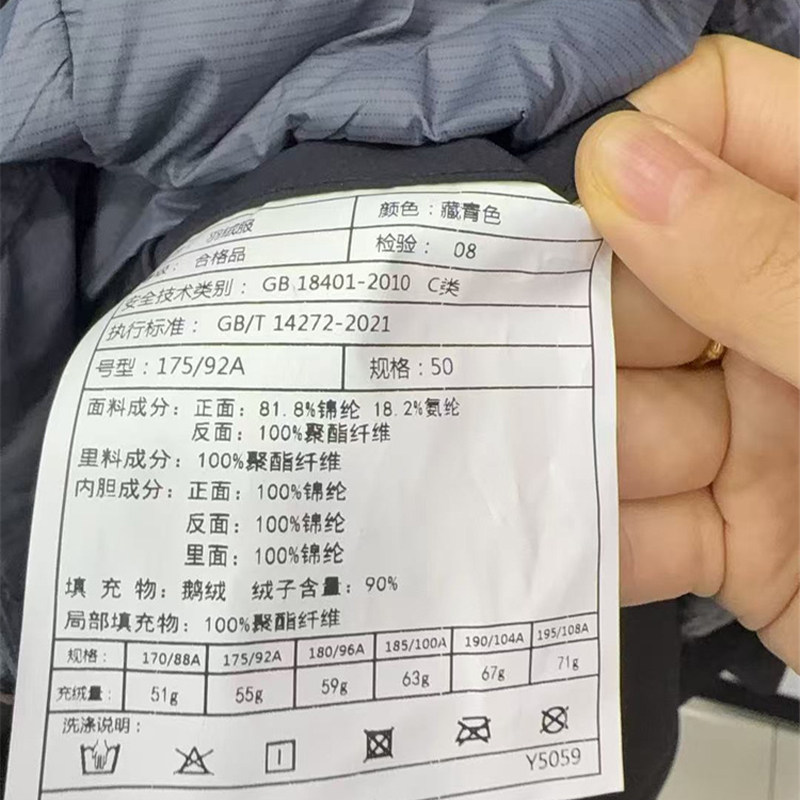 羽绒服 颜色：藏青色
合格品 检验： 08
安全技术类别： GB 18401-2010 C类
执行标准： GB/T 14272-2021
号型：175/92A 规格：50
面料成分：正面：81.8%锦纶 18.2%氨纶
反面：100%聚酯纤维
里料成分：100%聚酯纤维
内胆成分：正面：100%锦纶
反面：100%锦纶
里面：100%锦纶
填 充 物：鹅绒 绒子含量：90%
局部填充物：100%聚酯纤维
规格： 170/88A 175/92A 180/96A 185/100A 190/104A 195/108A
充绒量： 51g 55g 59g 63g 67g 71g
洗涤说明：
Y5059